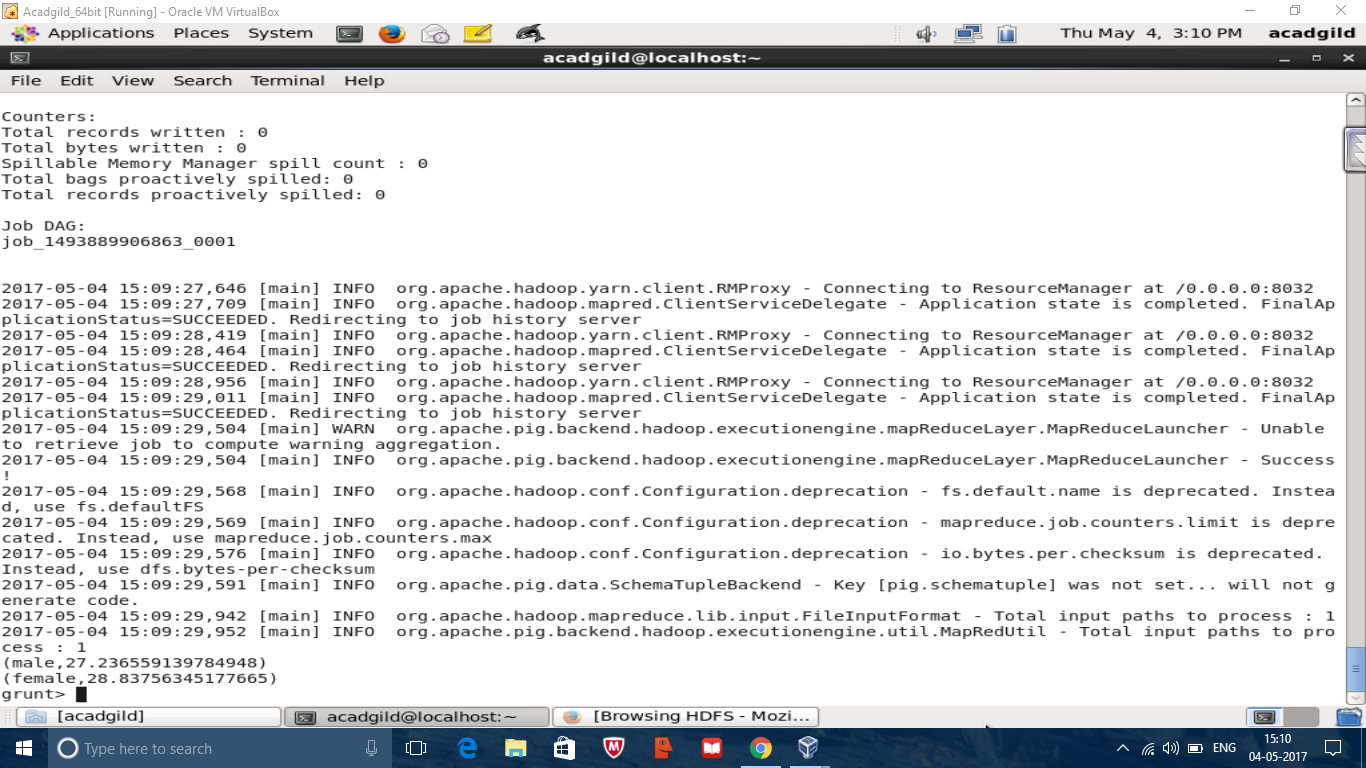 Acadgild_64bit [Running] - Oracle VM VirtualBox
Applications Places System Thu May 4, 3:10 PM acadgild
acadgild@localhost:~
File Edit View Search Terminal Help
Counters:
Total records written : 0
Total bytes written : 0
Spillable Memory Manager spill count : 0
Total bags proactively spilled: 0
Total records proactively spilled: 0
Job DAG:
job_1493889906863_0001
2017-05-04 15:09:27,646 [main] INFO  org.apache.hadoop.yarn.client.RMProxy - Connecting to ResourceManager at /0.0.0.0:8032
2017-05-04 15:09:27,709 [main] INFO  org.apache.hadoop.mapred.ClientServiceDelegate - Application state is completed. FinalAp
plicationStatus=SUCCEEDED. Redirecting to job history server
2017-05-04 15:09:28,419 [main] INFO  org.apache.hadoop.yarn.client.RMProxy - Connecting to ResourceManager at /0.0.0.0:8032
2017-05-04 15:09:28,464 [main] INFO  org.apache.hadoop.mapred.ClientServiceDelegate - Application state is completed. FinalAp
plicationStatus=SUCCEEDED. Redirecting to job history server
2017-05-04 15:09:28,956 [main] INFO  org.apache.hadoop.yarn.client.RMProxy - Connecting to ResourceManager at /0.0.0.0:8032
2017-05-04 15:09:29,011 [main] INFO  org.apache.hadoop.mapred.ClientServiceDelegate - Application state is completed. FinalAp
plicationStatus=SUCCEEDED. Redirecting to job history server
2017-05-04 15:09:29,504 [main] WARN  org.apache.pig.backend.hadoop.executionengine.mapReduceLayer.MapReduceLauncher - Unable
to retrieve job to compute warning aggregation.
2017-05-04 15:09:29,504 [main] INFO  org.apache.pig.backend.hadoop.executionengine.mapReduceLayer.MapReduceLauncher - Success
!
2017-05-04 15:09:29,568 [main] INFO  org.apache.hadoop.conf.Configuration.deprecation - fs.default.name is deprecated. Instea
d, use fs.defaultFS
2017-05-04 15:09:29,569 [main] INFO  org.apache.hadoop.conf.Configuration.deprecation - mapreduce.job.counters.limit is depre
cated. Instead, use mapreduce.job.counters.max
2017-05-04 15:09:29,576 [main] INFO  org.apache.hadoop.conf.Configuration.deprecation - io.bytes.per.checksum is deprecated.
Instead, use dfs.bytes-per-checksum
2017-05-04 15:09:29,591 [main] INFO  org.apache.pig.data.SchemaTupleBackend - Key [pig.schematuple] was not set... will not g
enerate code.
2017-05-04 15:09:29,942 [main] INFO  org.apache.hadoop.mapreduce.lib.input.FileInputFormat - Total input paths to process : 1
2017-05-04 15:09:29,952 [main] INFO  org.apache.pig.backend.hadoop.executionengine.util.MapRedUtil - Total input paths to pro
cess : 1
(male,27.236559139784948)
(female,28.83756345177665)
grunt>
[acadgild] acadgild@localhost:~ [Browsing HDFS - Mozi...
Type here to search ENG 15:10
04-05-2017